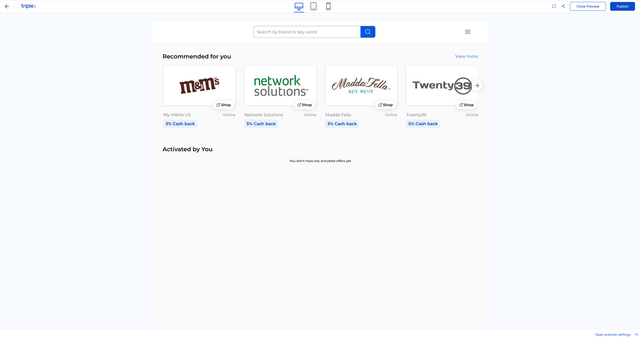 triple
Close Preview
Publish
Search by brand or key word
Recommended for you
View more
m&m's
network solutions
Madda Fella
KEY WEST
Twenty39
Shop
Shop
Shop
Shop
My M&Ms US
Online
Network Solutions
Online
Madda Fella
Online
Twenty39
Online
3% Cash back
5% Cash back
3% Cash back
5% Cash back
Activated by You
You don't have any activated offers yet
Open preview settings